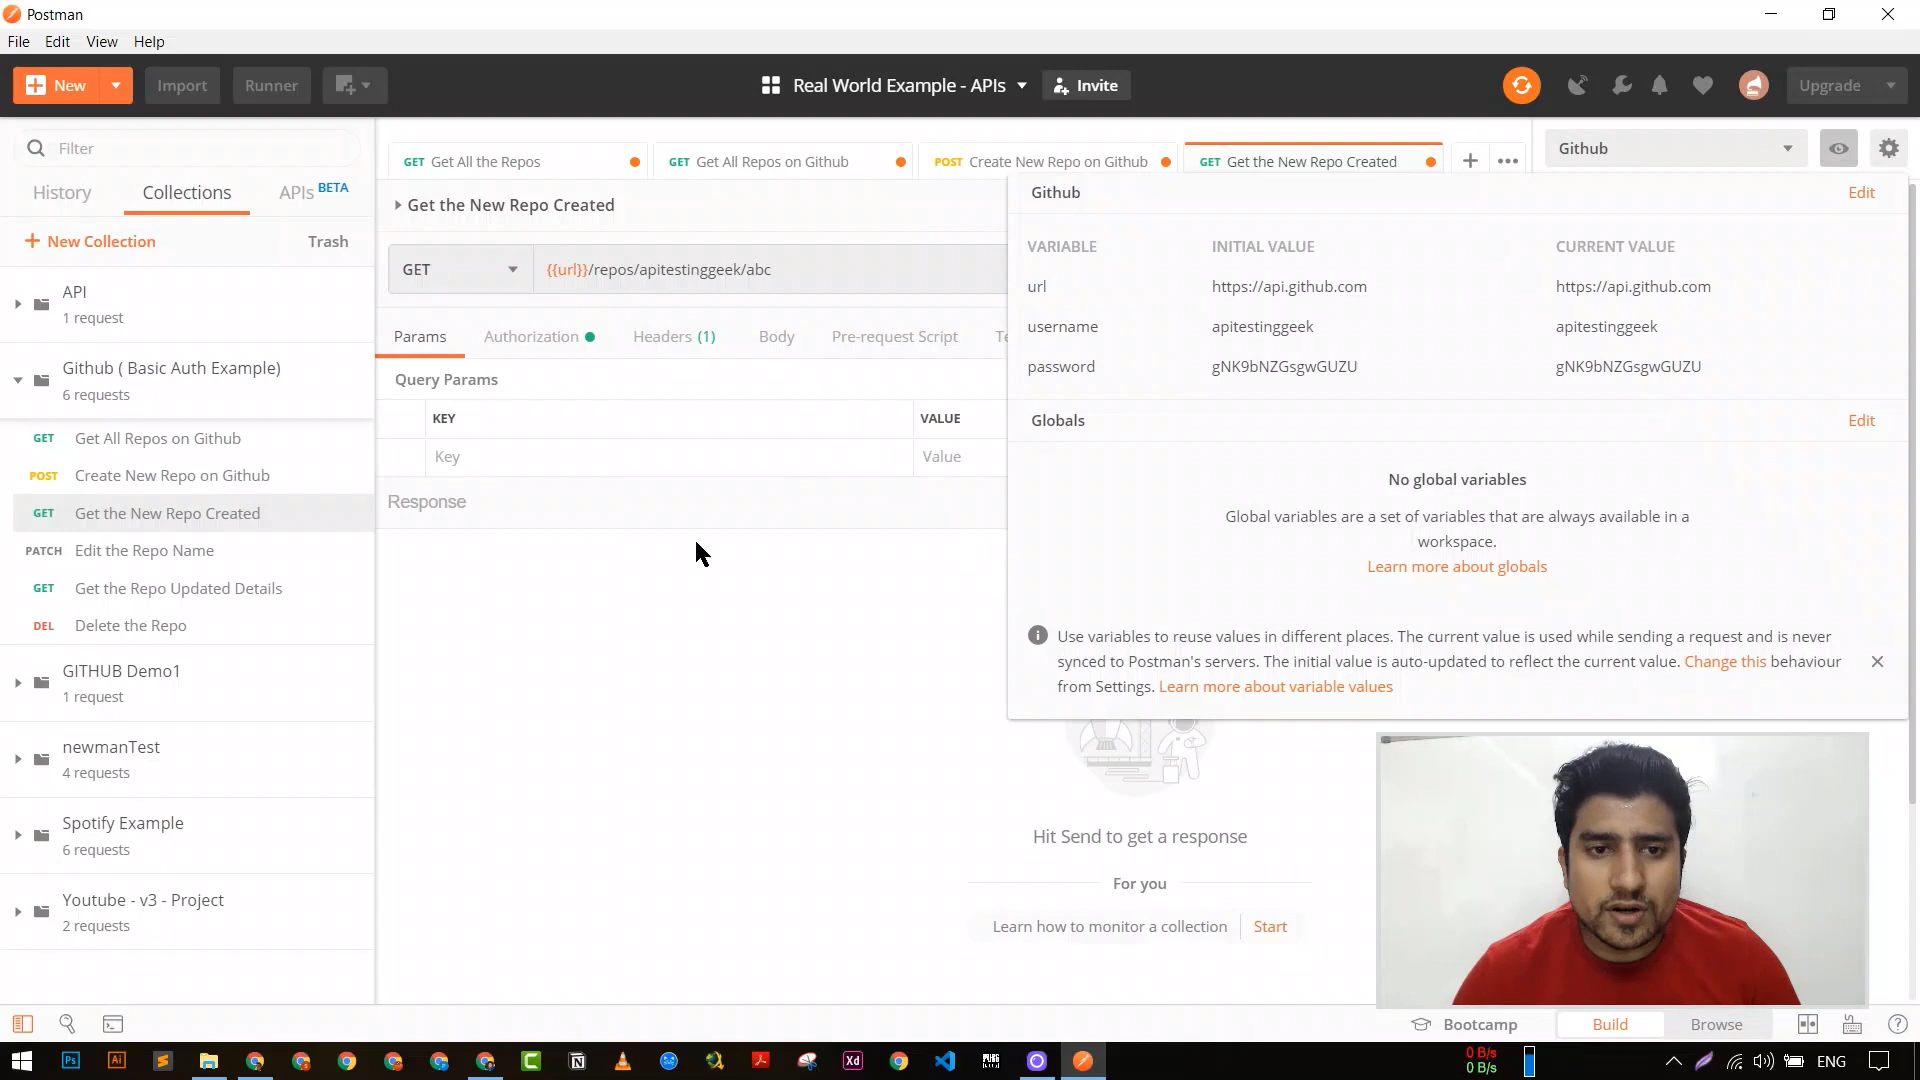 Postman
File Edit View Help
New Import Runner
Real World Example - APIs Invite
Upgrade
Filter
History Collections APIs BETA
New Collection Trash
API
1 request
Github ( Basic Auth Example)
6 requests
GET Get All Repos on Github
POST Create New Repo on Github
GET Get the New Repo Created
PATCH Edit the Repo Name
GET Get the Repo Updated Details
DEL Delete the Repo
GITHUB Demo1
1 request
newmanTest
4 requests
Spotify Example
6 requests
Youtube - v3 - Project
2 requests
GET Get All the Repos GET Get All Repos on Github POST Create New Repo on Github GET Get the New Repo Created
Get the New Repo Created
GET {{url}}/repos/apitestinggeek/abc
Params Authorization Headers (1) Body Pre-request Script Te
Query Params
KEY VALUE
Key Value
Response
Hit Send to get a response
For you
Learn how to monitor a collection Start
Github
Github Edit
VARIABLE INITIAL VALUE CURRENT VALUE
url https://api.github.com https://api.github.com
username apitestinggeek apitestinggeek
password gNK9bNZGsgwGUZU gNK9bNZGsgwGUZU
Globals Edit
No global variables
Global variables are a set of variables that are always available in a
workspace.
Learn more about globals
Use variables to reuse values in different places. The current value is used while sending a request and is never
synced to Postman's servers. The initial value is auto-updated to reflect the current value. Change this behaviour
from Settings. Learn more about variable values
Bootcamp Build Browse
Ps Ai Xd
0 B/s
0 B/s
ENG